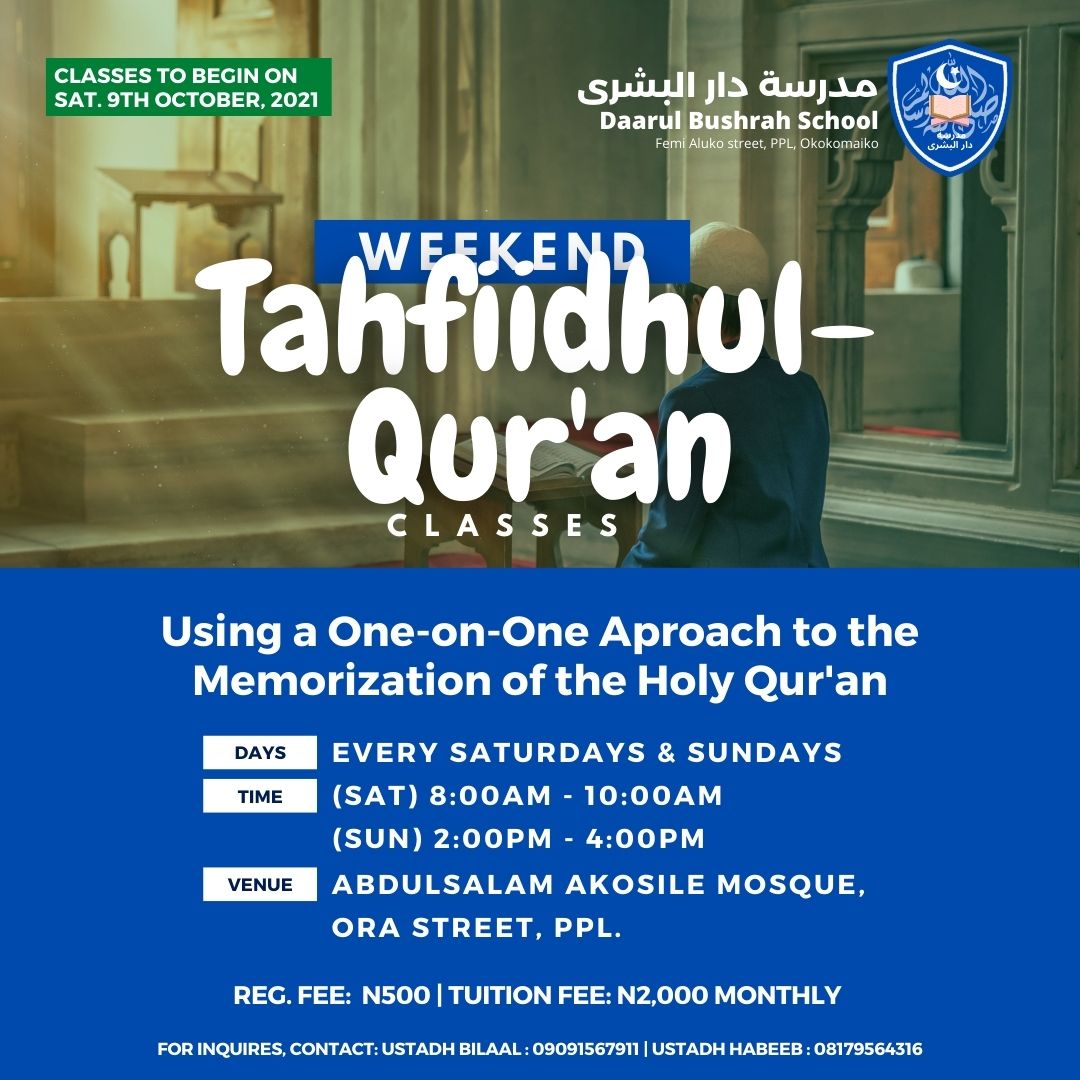 CLASSES TO BEGIN ON
SAT. 9TH OCTOBER, 2021
مدرسة دار البشرى
Daarul Bushrah School
Femi Aluko street, PPL, Okokomaiko
مدرسة
دار البشرى
WEEKEND
Tahfiidhul-
Qur'an
CLASSES
Using a One-on-One Aproach to the
Memorization of the Holy Qur'an
DAYS EVERY SATURDAYS & SUNDAYS
TIME (SAT) 8:00AM - 10:00AM
(SUN) 2:00PM - 4:00PM
VENUE ABDULSALAM AKOSILE MOSQUE,
ORA STREET, PPL.
REG. FEE: N500 | TUITION FEE: N2,000 MONTHLY
FOR INQUIRES, CONTACT: USTADH BILAAL : 09091567911 | USTADH HABEEB : 08179564316